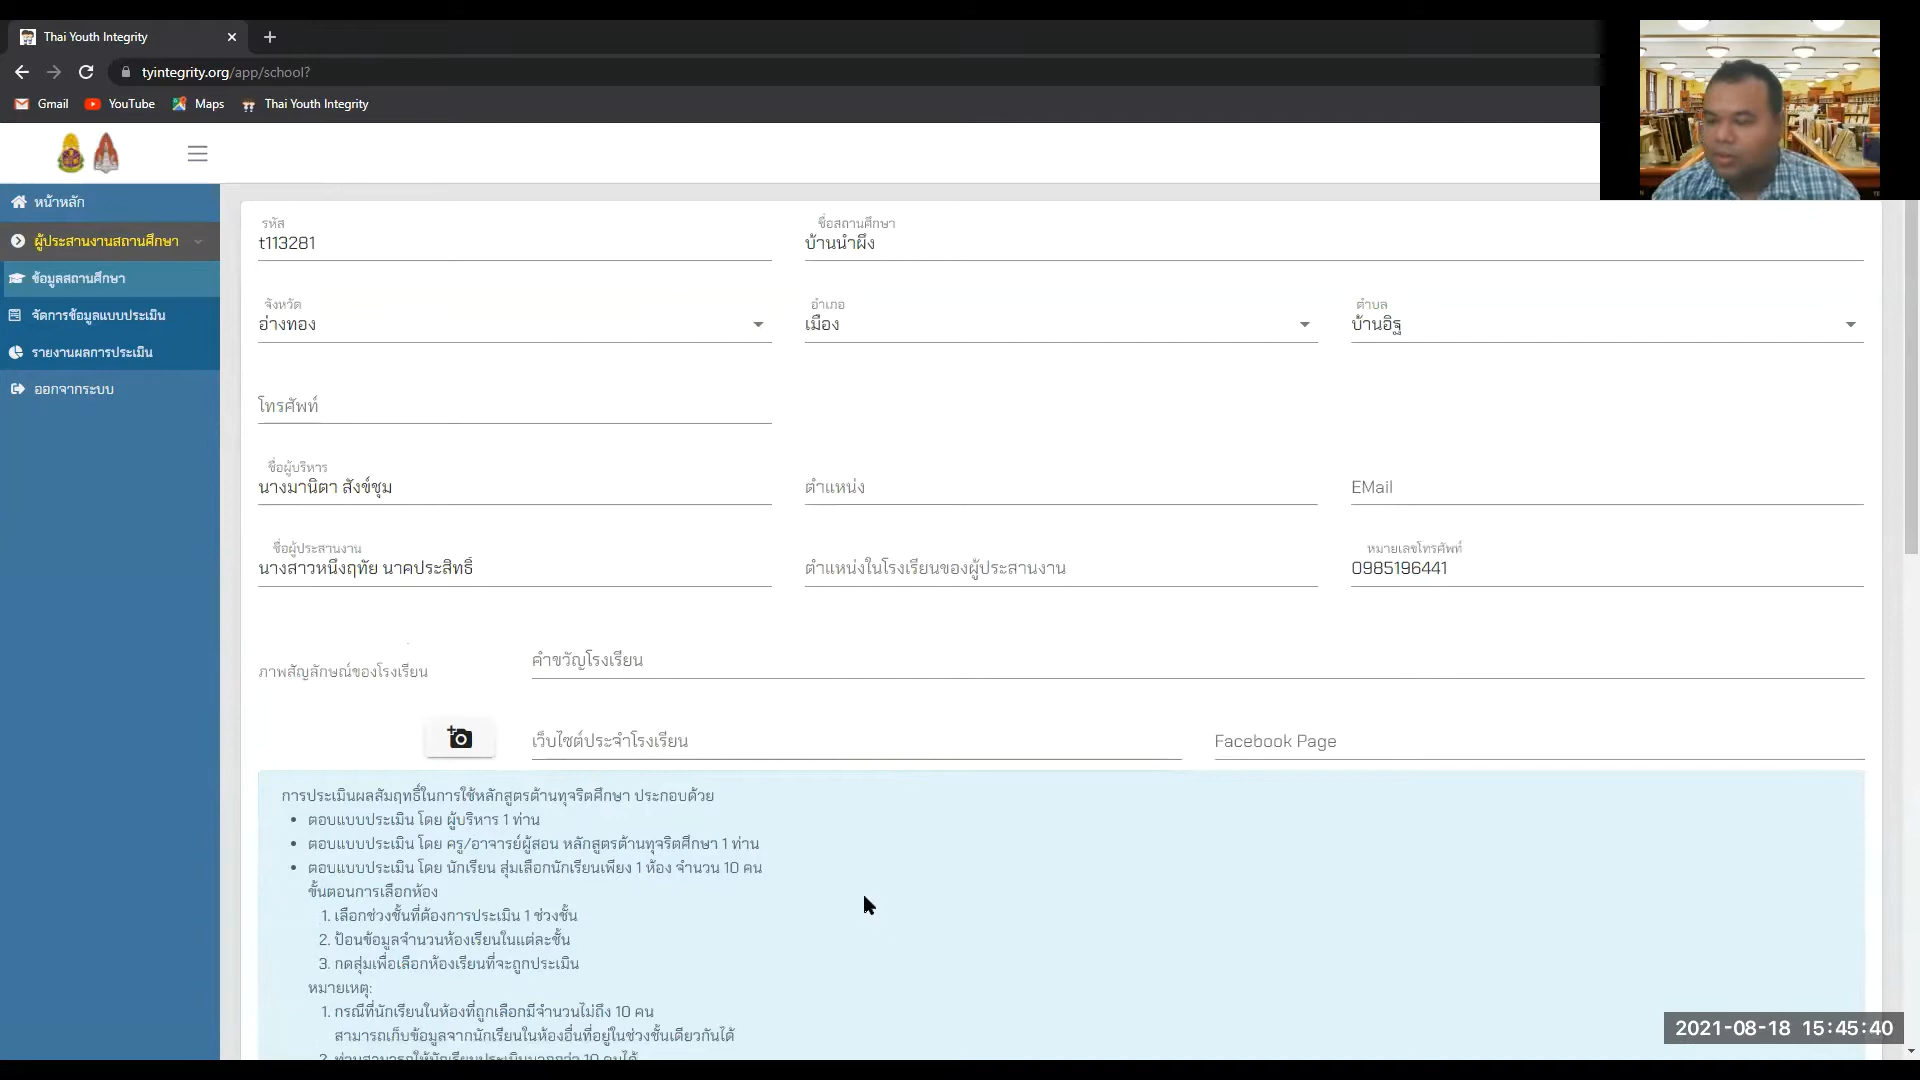 Thai Youth Integrity
tyintegrity.org/app/school?
Gmail YouTube Maps Thai Youth Integrity
หน้าหลัก
ผู้ประสานงานสถานศึกษา
ข้อมูลสถานศึกษา
จัดการข้อมูลแบบประเมิน
รายงานผลการประเมิน
ออกจากระบบ
รหัส ชื่อสถานศึกษา
t113281 บ้านน้ำผึ้ง
จังหวัด อำเภอ ตำบล
อ่างทอง เมือง บ้านอิฐ
โทรศัพท์
ชื่อผู้บริหาร
นางมานิตา สังข์ชุม ตำแหน่ง EMail
ชื่อผู้ประสานงาน หมายเลขโทรศัพท์
นางสาวหนึ่งฤทัย นาคประสิทธิ์ ตำแหน่งในโรงเรียนของผู้ประสานงาน 0985196441
ภาพสัญลักษณ์ของโรงเรียน คำขวัญโรงเรียน
เว็บไซต์ประจำโรงเรียน Facebook Page
การประเมินผลสัมฤทธิ์ในการใช้หลักสูตรต้านทุจริตศึกษา ประกอบด้วย
• ตอบแบบประเมิน โดย ผู้บริหาร 1 ท่าน
• ตอบแบบประเมิน โดย ครู/อาจารย์ผู้สอน หลักสูตรต้านทุจริตศึกษา 1 ท่าน
• ตอบแบบประเมิน โดย นักเรียน สุ่มเลือกนักเรียนเพียง 1 ห้อง จำนวน 10 คน
ขั้นตอนการเลือกห้อง
1. เลือกช่วงชั้นที่ต้องการประเมิน 1 ช่วงชั้น
2. ป้อนข้อมูลจำนวนห้องเรียนในแต่ละชั้น
3. กดสุ่มเพื่อเลือกห้องเรียนที่จะถูกประเมิน
หมายเหตุ:
1. กรณีที่นักเรียนในห้องที่ถูกเลือกมีจำนวนไม่ถึง 10 คน
สามารถเก็บข้อมูลจากนักเรียนในห้องอื่นที่อยู่ในช่วงชั้นเดียวกันได้
2. ท่านสามารถให้นักเรียนประเมินมากกว่า 10 คนได้
2021-08-18 15:45:40